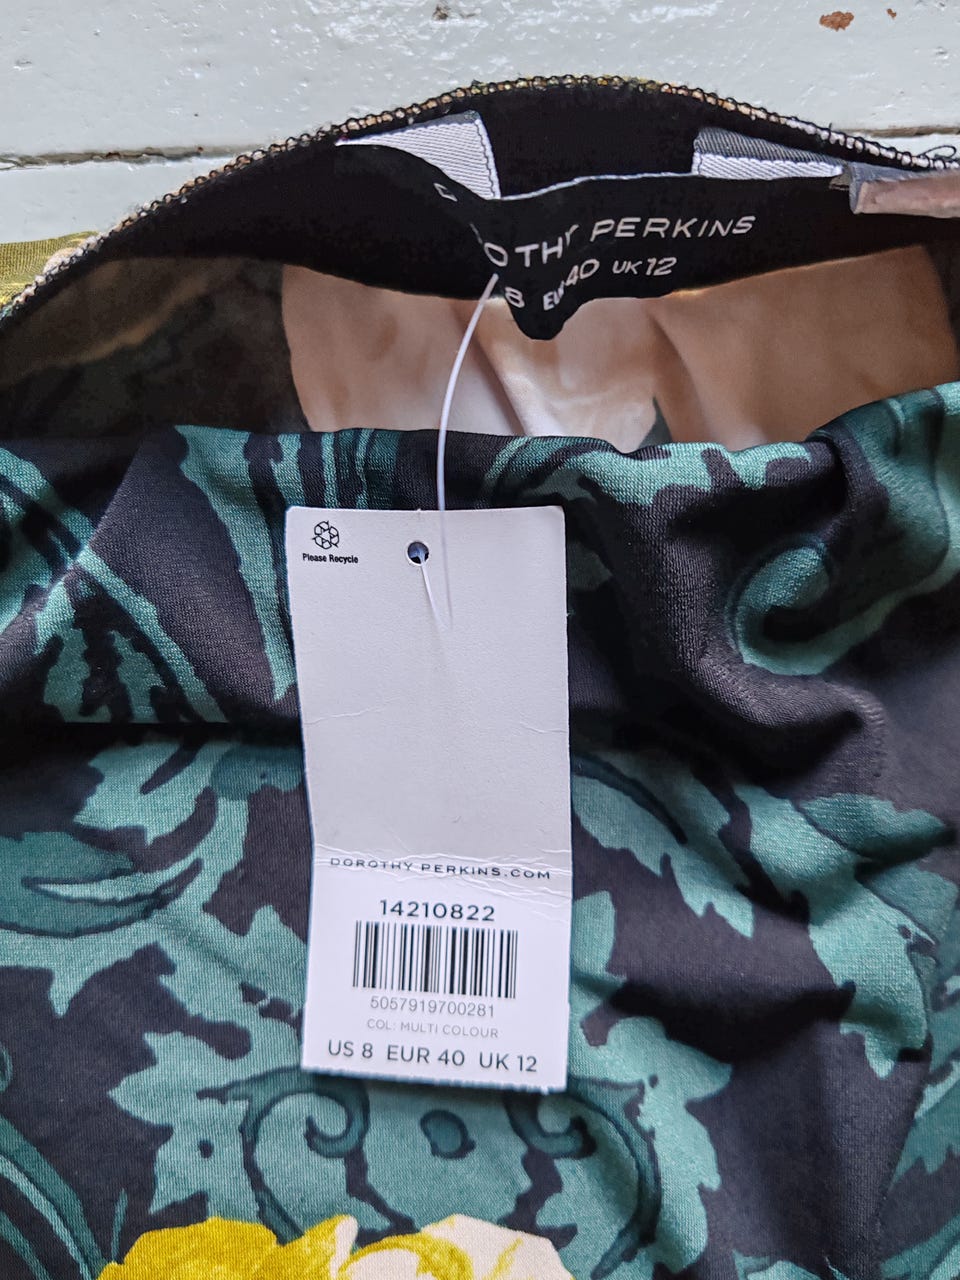 OTHY PERKINS
8 EUR 40 UK 12
Please Recycle
DOROTHY PERKINS.COM
14210822
5057919700281
COL: MULTI COLOUR
US 8 EUR 40 UK 12